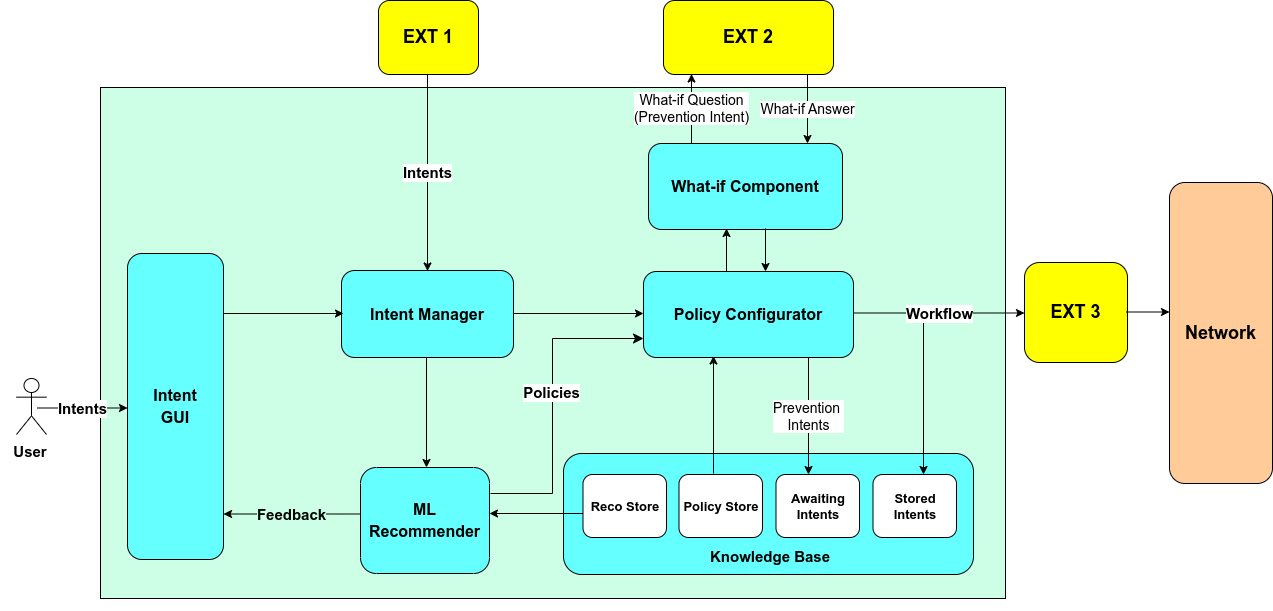 EXT 1
EXT 2
What-if Question
(Prevention Intent)
What-if Answer
Intents
What-if Component
Intent Manager
Policy Configurator
Workflow
EXT 3
Network
Intent
GUI
Intents
User
Policies
Prevention
Intents
Feedback
ML
Recommender
Reco Store
Policy Store
Awaiting
Intents
Stored
Intents
Knowledge Base